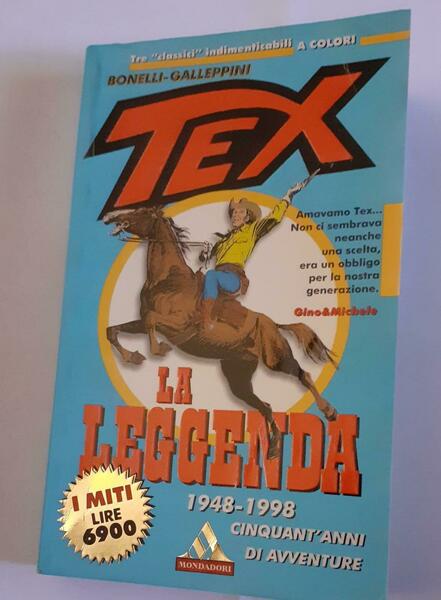 Tre "classici" indimenticabili A COLORI
BONELLI-GALLEPPINI
TEX
Amavamo Tex...
Non ci sembrava
neanche
una scelta,
era un obbligo
per la nostra
generazione.
Gino&Michele
LA
LEGGENDA
I MITI
LIRE
6900
1948-1998
CINQUANT'ANNI
DI AVVENTURE
MONDADORI